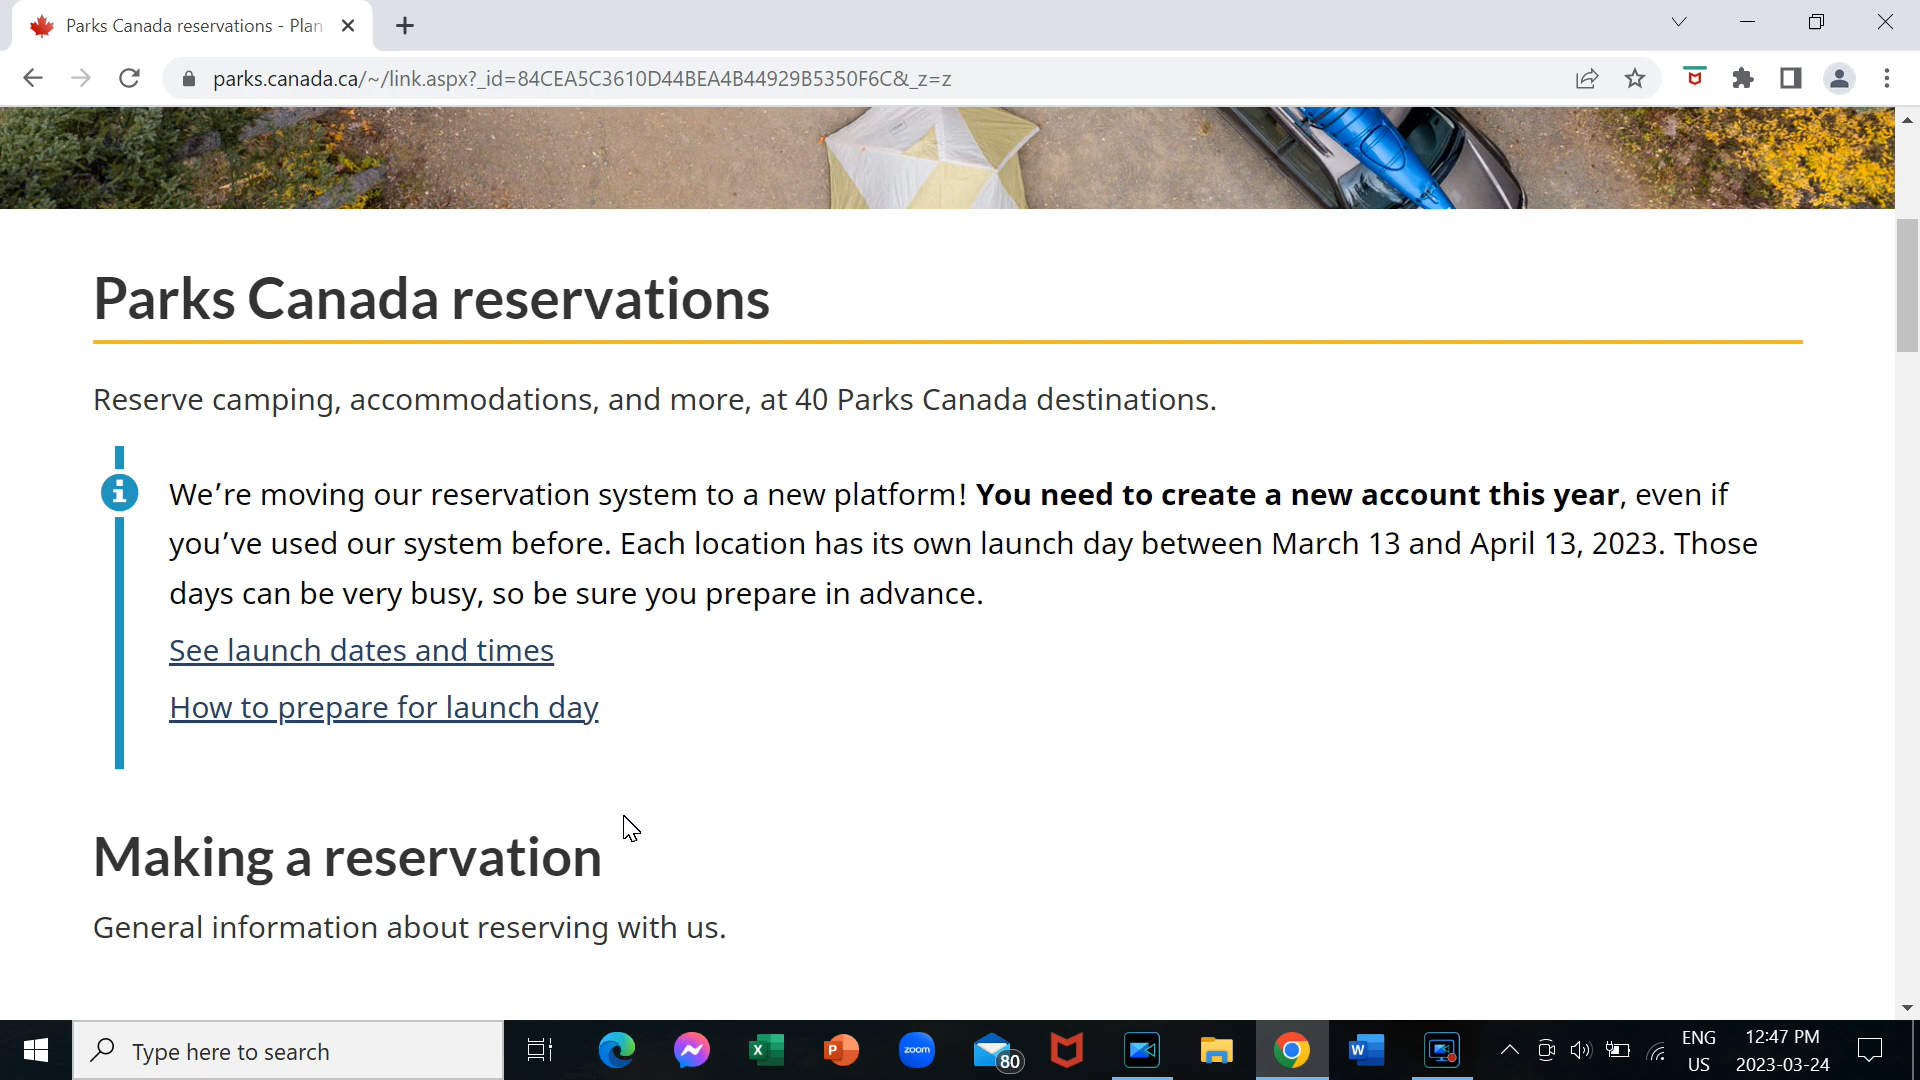 Parks Canada reservations - Plan
parks.canada.ca/~/link.aspx?_id=84CEA5C3610D44BEA4B44929B5350F6C&_z=z
Parks Canada reservations
Reserve camping, accommodations, and more, at 40 Parks Canada destinations.
We’re moving our reservation system to a new platform! You need to create a new account this year, even if
you’ve used our system before. Each location has its own launch day between March 13 and April 13, 2023. Those
days can be very busy, so be sure you prepare in advance.
See launch dates and times
How to prepare for launch day
Making a reservation
General information about reserving with us.
Type here to search
X
P
zoom
80
W
ENG
US
12:47 PM
2023-03-24